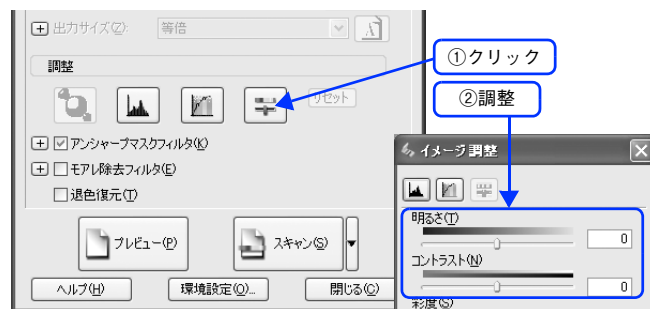 出力サイズ(Z): 等倍
調整
リセット
アンシャープマスクフィルタ(K)
モアレ除去フィルタ(E)
退色復元(T)
プレビュー(P)
スキャン(S)
ヘルプ(H)
環境設定(O)...
閉じる(C)
①クリック
②調整
イメージ調整
明るさ(T)
0
コントラスト(N)
0
彩度(S)